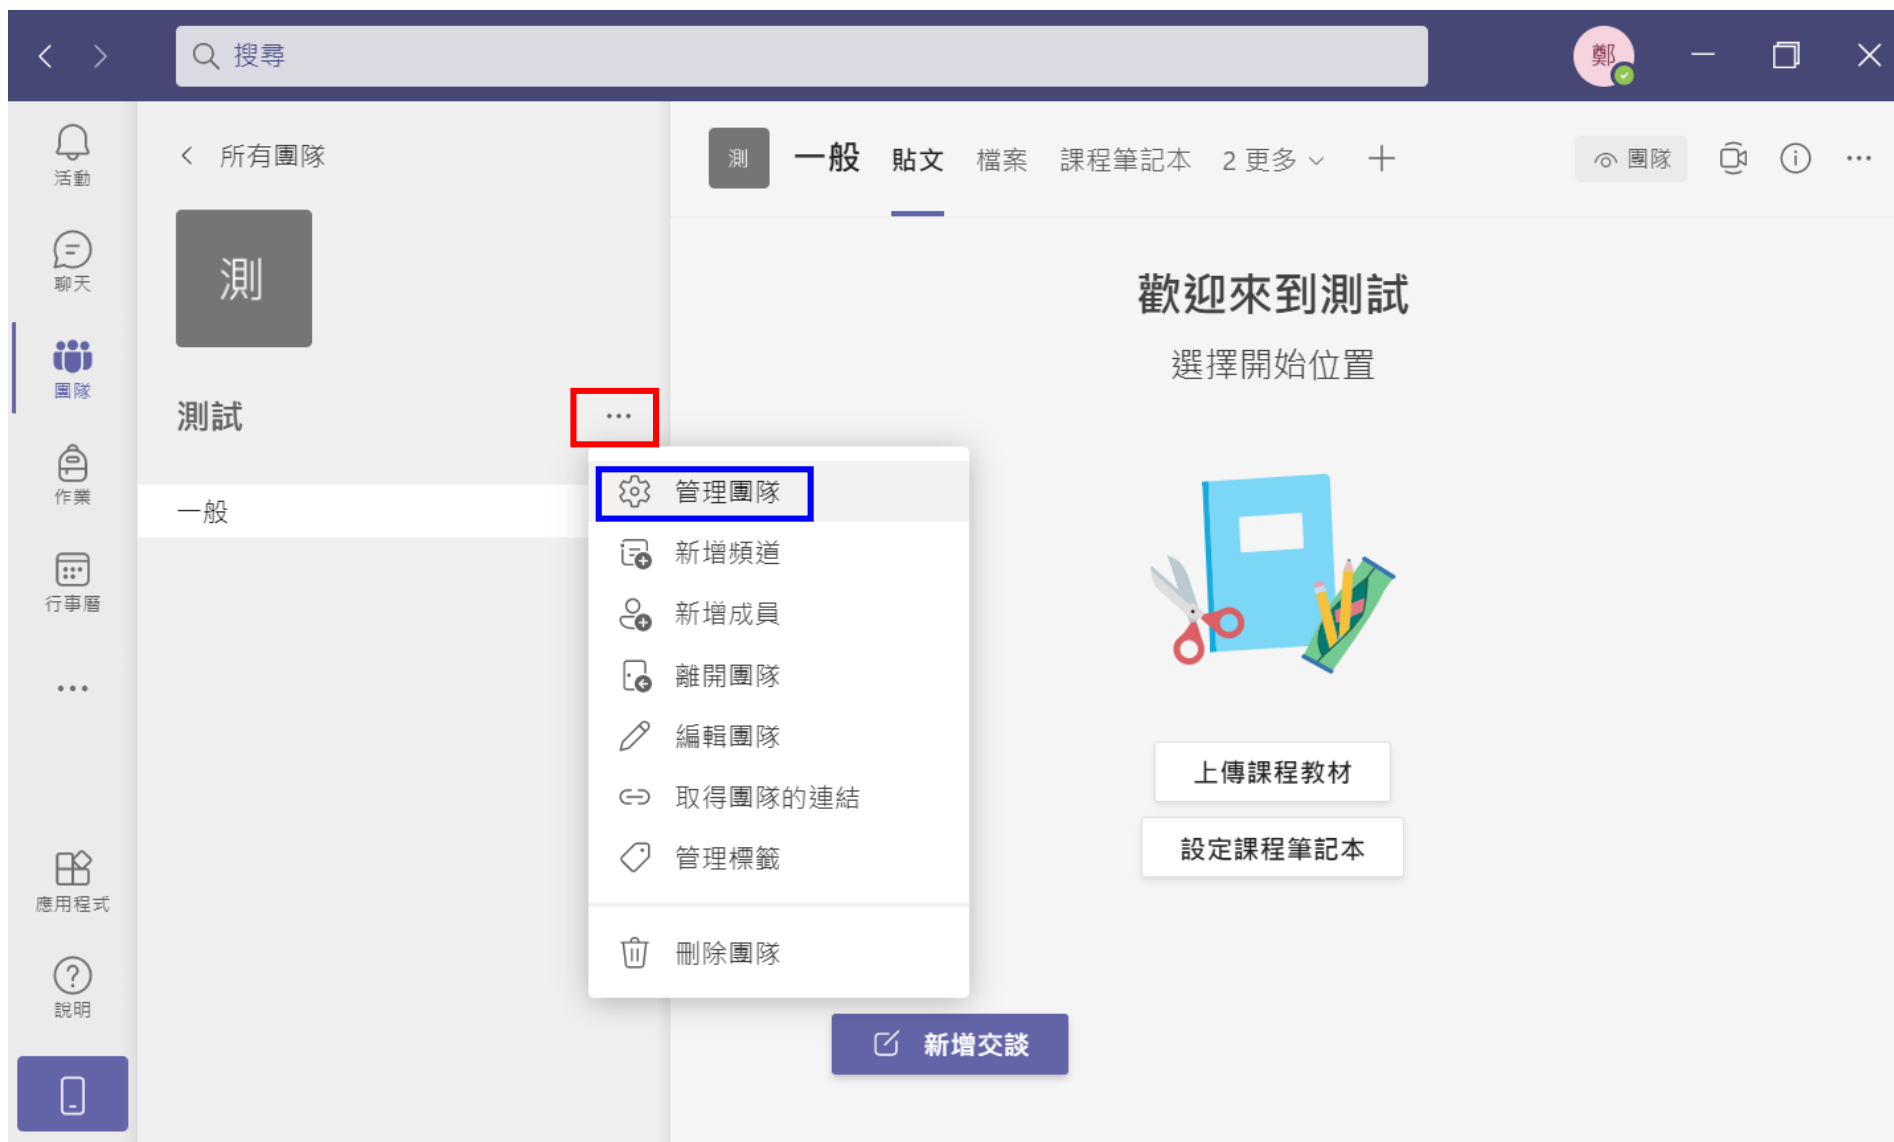 搜尋
鄭
活動
聊天
團隊
作業
行事曆
應用程式
說明
所有團隊
測
測試
一般
管理團隊
新增頻道
新增成員
離開團隊
編輯團隊
取得團隊的連結
管理標籤
刪除團隊
測 一般 貼文 檔案 課程筆記本 2 更多 團隊
歡迎來到測試
選擇開始位置
上傳課程教材
設定課程筆記本
新增交談